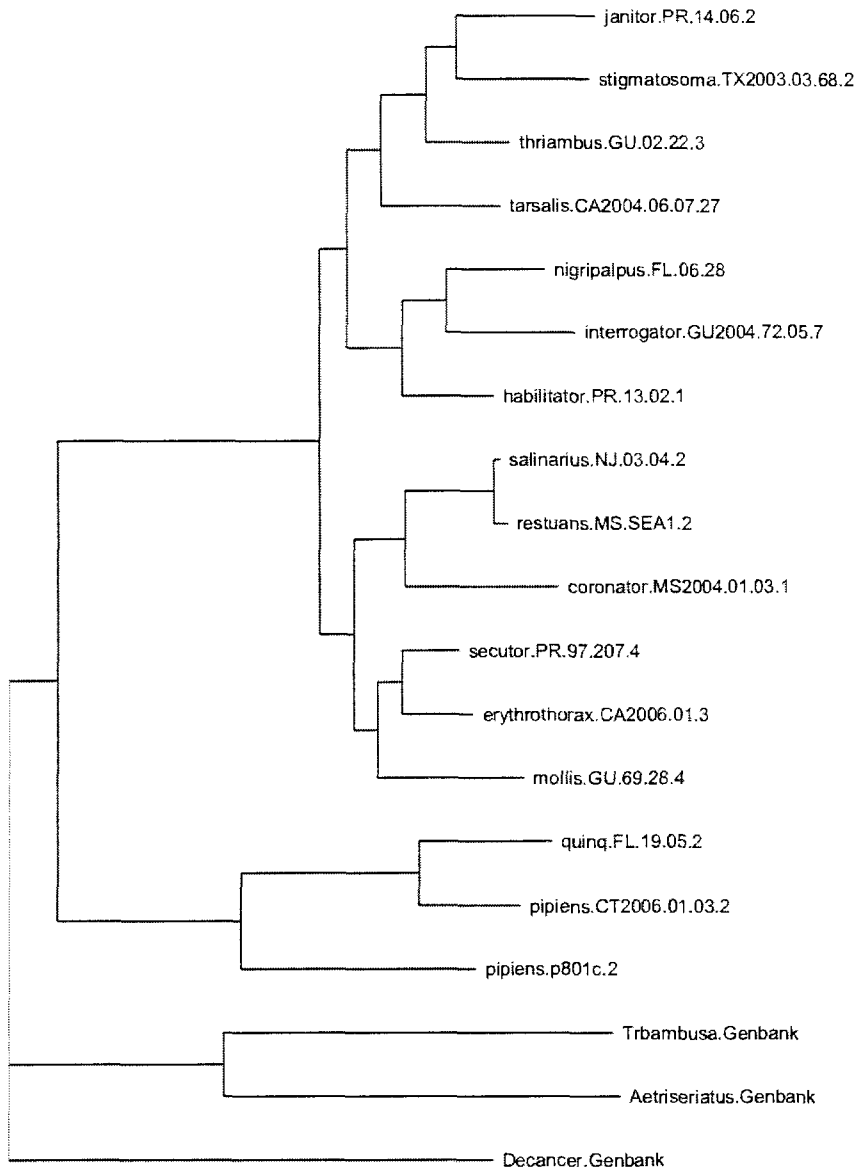 janitor.PR.14.06.2
stigmatosoma.TX2003.03.68.2
thriambus.GU.02.22.3
tarsalis.CA2004.06.07.27
nigripalpus.FL.06.28
interrogator.GU2004.72.05.7
habilitator.PR.13.02.1
salinarius.NJ.03.04.2
restuans.MS.SEA1.2
coronator.MS2004.01.03.1
secutor.PR.97.207.4
erythrothorax.CA2006.01.3
mollis.GU.69.28.4
quinq.FL.19.05.2
pipiens.CT2006.01.03.2
pipiens.p801c.2
Trbambusa.Genbank
Aetriseriatus.Genbank
Decancer.Genbank